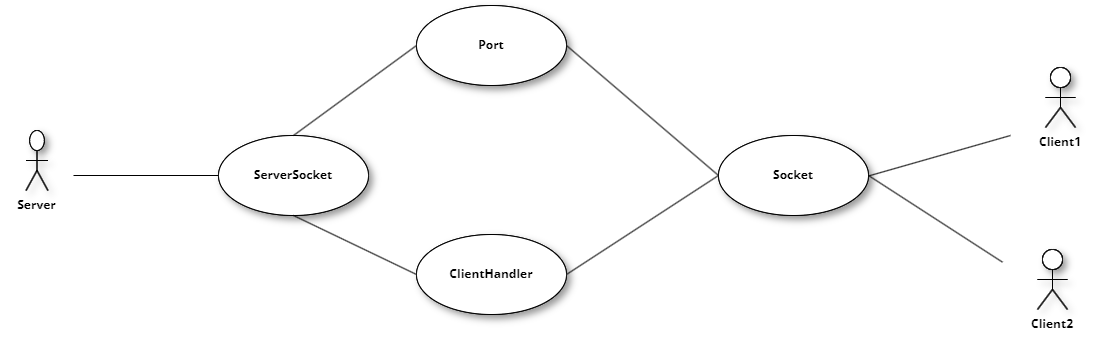 Port
Server
ServerSocket
ClientHandler
Socket
Client1
Client2